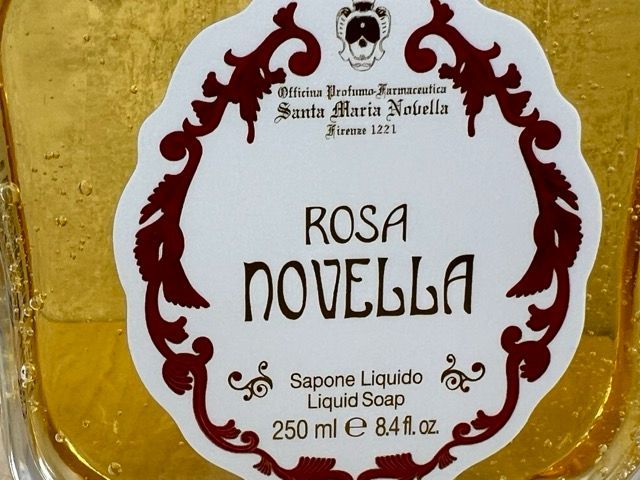 Officina Profumo-Farmaceutica
Santa Maria Novella
Firenze 1221
ROSA
NOVELLA
Sapone Liquido
Liquid Soap
250 ml ℮ 8.4 fl. oz.